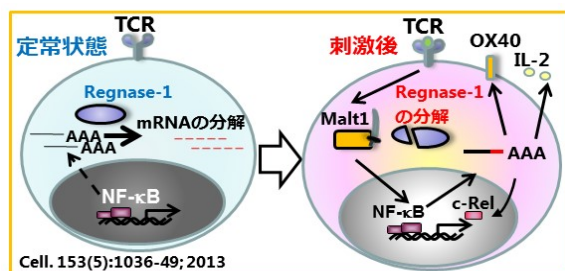 定常状態
TCR
Regnase-1
AAA
AAA
mRNAの分解
NF-κB
刺激後
TCR
OX40
IL-2
Malt1
Regnase-1
の分解
AAA
NF-κB
c-Rel
Cell. 153(5):1036-49; 2013